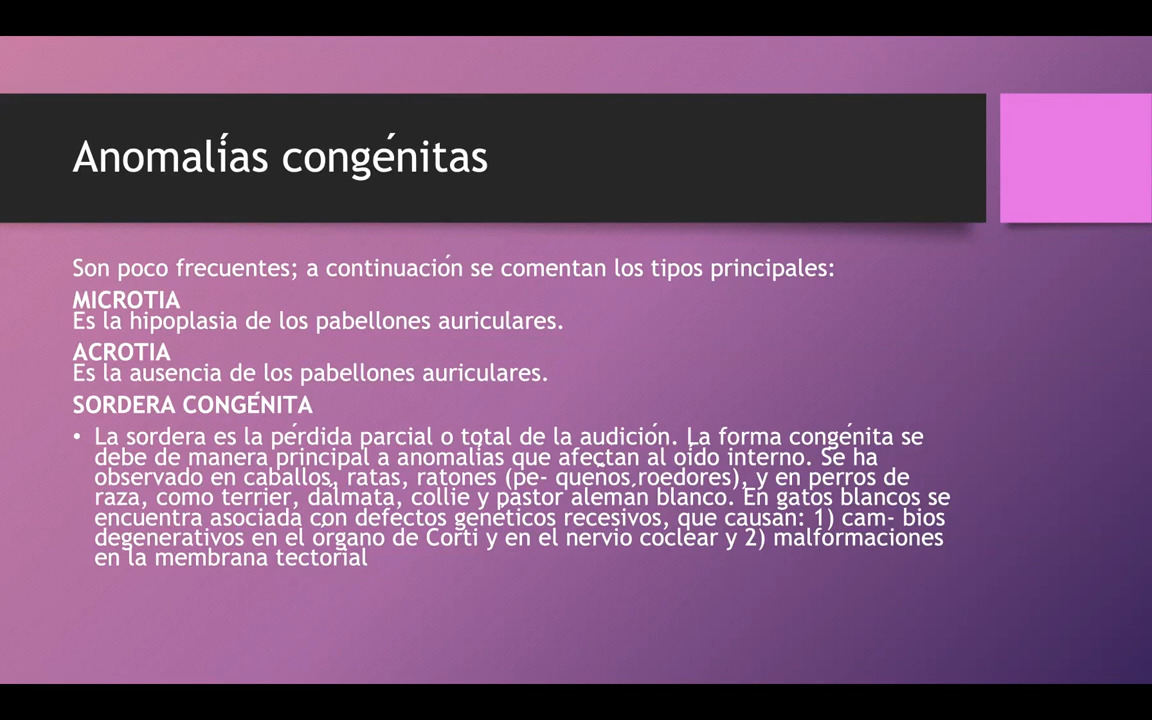 Anomalías congénitas
Son poco frecuentes; a continuación se comentan los tipos principales:
MICROTIA
Es la hipoplasia de los pabellones auriculares.
ACROTIA
Es la ausencia de los pabellones auriculares.
SORDERA CONGÉNITA
• La sordera es la pérdida parcial o total de la audición. La forma congénita se
debe de manera principal a anomalías que afectan al oído interno. Se ha
observado en caballos, ratas, ratones (pe- queños roedores), y en perros de
raza, como terrier, dálmata, collie y pastor alemán blanco. En gatos blancos se
encuentra asociada con defectos genéticos recesivos, que causan: 1) cam- bios
degenerativos en el órgano de Corti y en el nervio coclear y 2) malformaciones
en la membrana tectorial